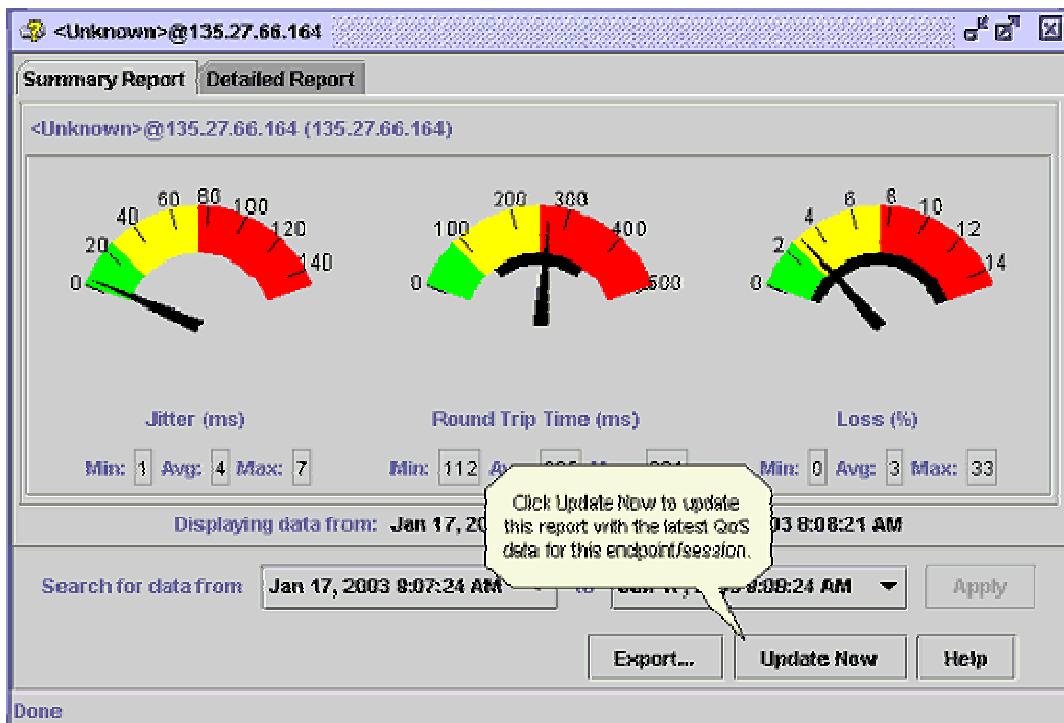 <Unknown>@135.27.66.164
Summary Report Detailed Report
<Unknown>@135.27.66.164 (135.27.66.164)
0 20 40 60 80 100 120 140
0 100 200 300 400 500
0 2 4 6 8 10 12 14
Jitter (ms) Round Trip Time (ms) Loss (%)
Min: 1 Avg: 4 Max: 7 Min: 112 Min: 0 Avg: 3 Max: 33
Click Update Now to update
this report with the latest QoS
data for this endpoint/session.
Displaying data from: Jan 17, 8:08:21 AM
Search for data from Jan 17, 2003 8:07:24 AM AM Apply
Export... Update Now Help
Done